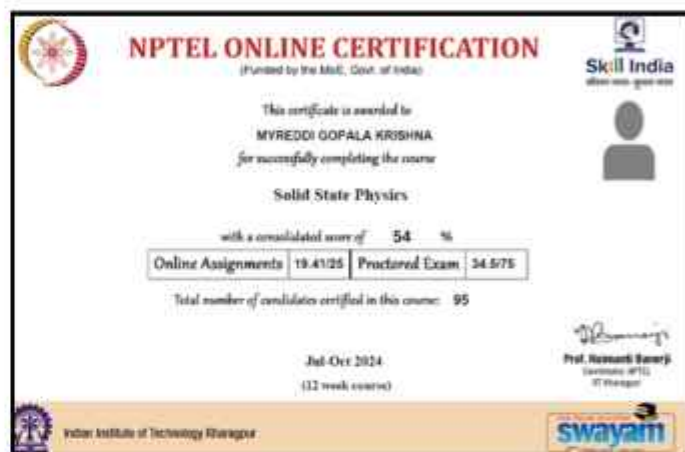 NPTEL ONLINE CERTIFICATION
(Funded by the MoE, Govt. of India)
Skill India
This certificate is awarded to
MYREDDI GOPALA KRISHNA
for successfully completing the course
Solid State Physics
with a consolidated score of 54 %
Online Assignments 19.41/25 Proctored Exam 34.5/75
Total number of candidates certified in this course: 95
Jul-Oct 2024
(12 week course)
Prof. Haimanti Banerji
Coordinator, NPTEL
IIT Kharagpur
Indian Institute of Technology Kharagpur
swayam